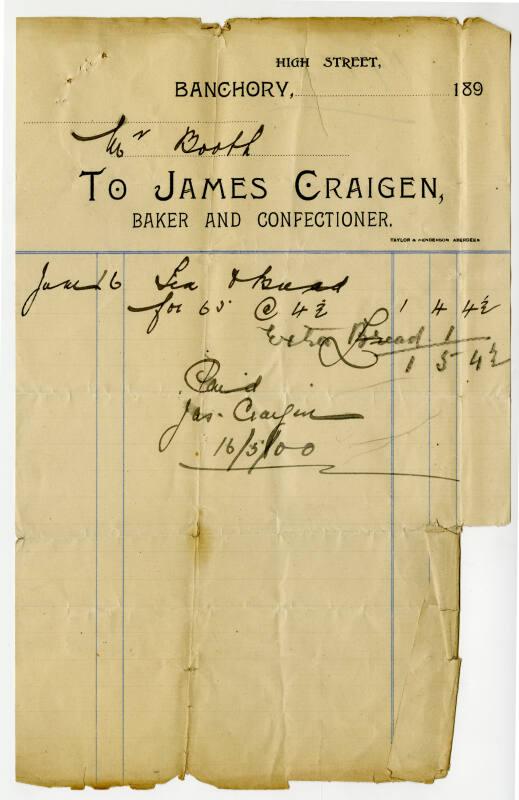 HIGH STREET,
BANCHORY, 189
Mr Booth
TO JAMES CRAIGEN,
BAKER AND CONFECTIONER.
TAYLOR & HENDERSON ABERDEEN
June 16 Tea & bread
for 65 @ 4½ 1 4 4½
Extra Bread 1
£1 5 4½
Paid
Jas. Craigen
16/5/00